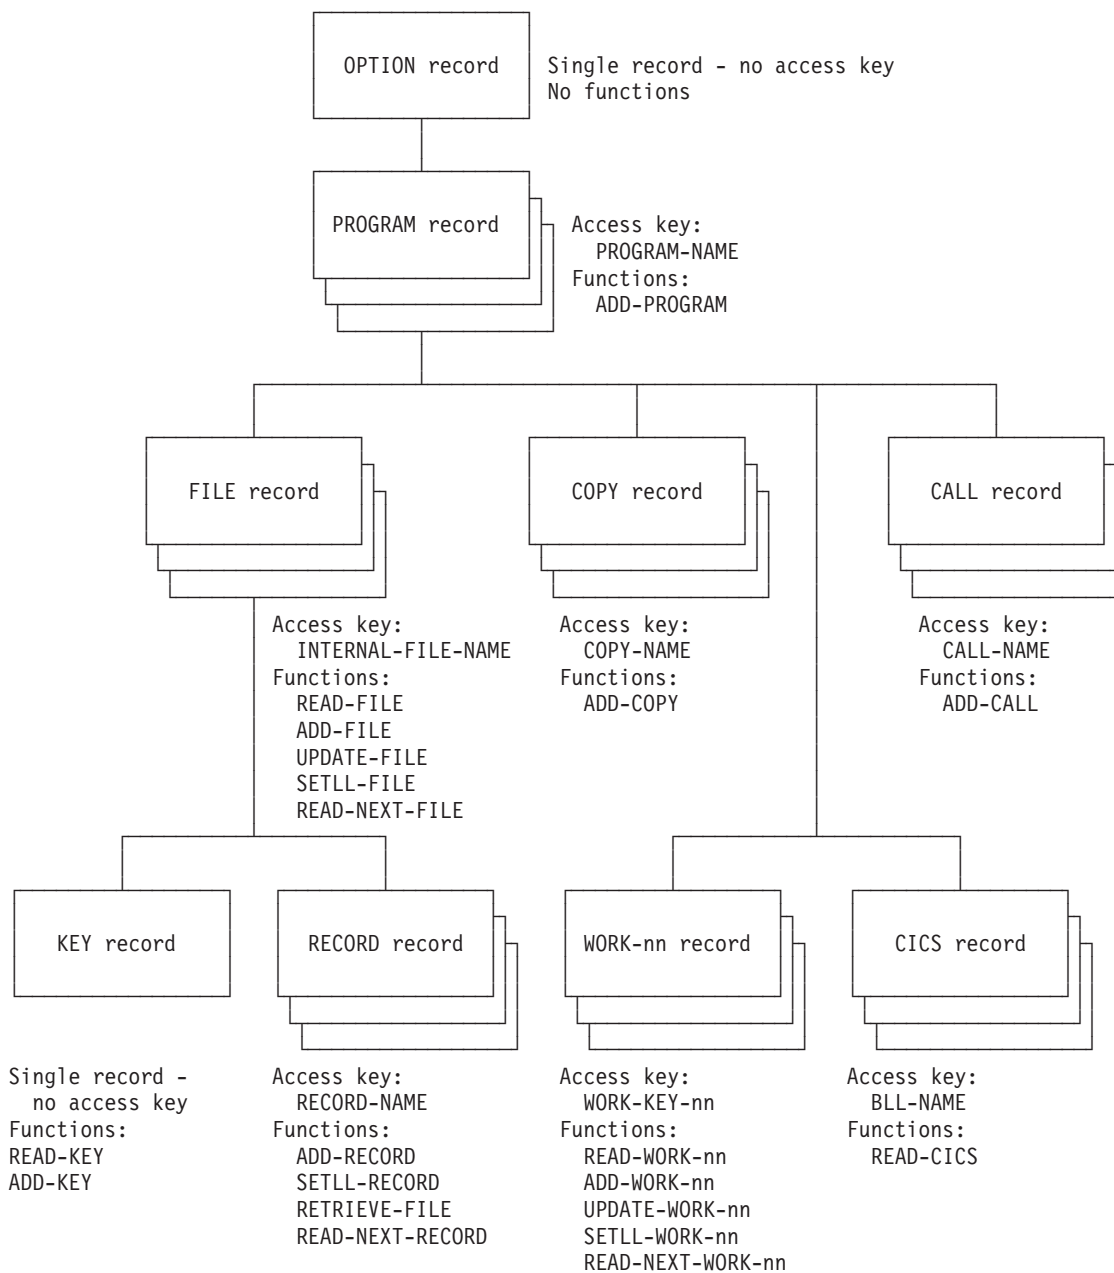 OPTION record
Single record - no access key
No functions
PROGRAM record
Access key:
PROGRAM-NAME
Functions:
ADD-PROGRAM
FILE record
COPY record
CALL record
Access key:
INTERNAL-FILE-NAME
Functions:
READ-FILE
ADD-FILE
UPDATE-FILE
SETLL-FILE
READ-NEXT-FILE
Access key:
COPY-NAME
Functions:
ADD-COPY
Access key:
CALL-NAME
Functions:
ADD-CALL
KEY record
RECORD record
WORK-nn record
CICS record
Single record -
no access key
Functions:
READ-KEY
ADD-KEY
Access key:
RECORD-NAME
Functions:
ADD-RECORD
SETLL-RECORD
RETRIEVE-FILE
READ-NEXT-RECORD
Access key:
WORK-KEY-nn
Functions:
READ-WORK-nn
ADD-WORK-nn
UPDATE-WORK-nn
SETLL-WORK-nn
READ-NEXT-WORK-nn
Access key:
BLL-NAME
Functions:
READ-CICS